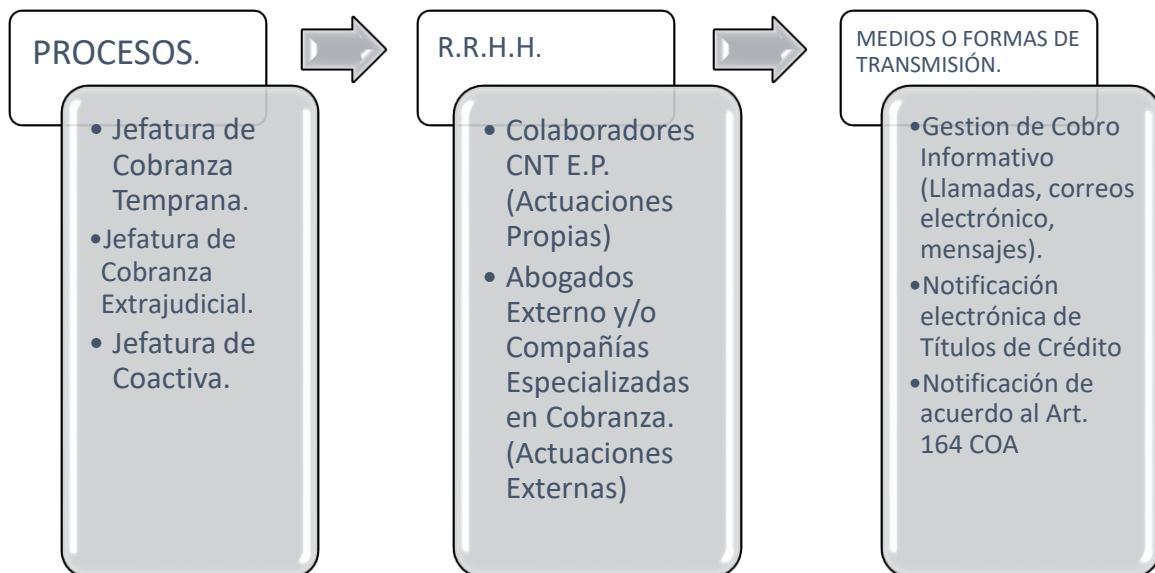 PROCESOS.
• Jefatura de
Cobranza
Temprana.
•Jefatura de
Cobranza
Extrajudicial.
• Jefatura de
Coactiva.
R.R.H.H.
• Colaboradores
CNT E.P.
(Actuaciones
Propias)
• Abogados
Externo y/o
Compañías
Especializadas
en Cobranza.
(Actuaciones
Externas)
MEDIOS O FORMAS DE
TRANSMISIÓN.
•Gestion de Cobro
Informativo
(Llamadas, correos
electrónico,
mensajes).
•Notificación
electrónica de
Títulos de Crédito
•Notificación de
acuerdo al Art.
164 COA